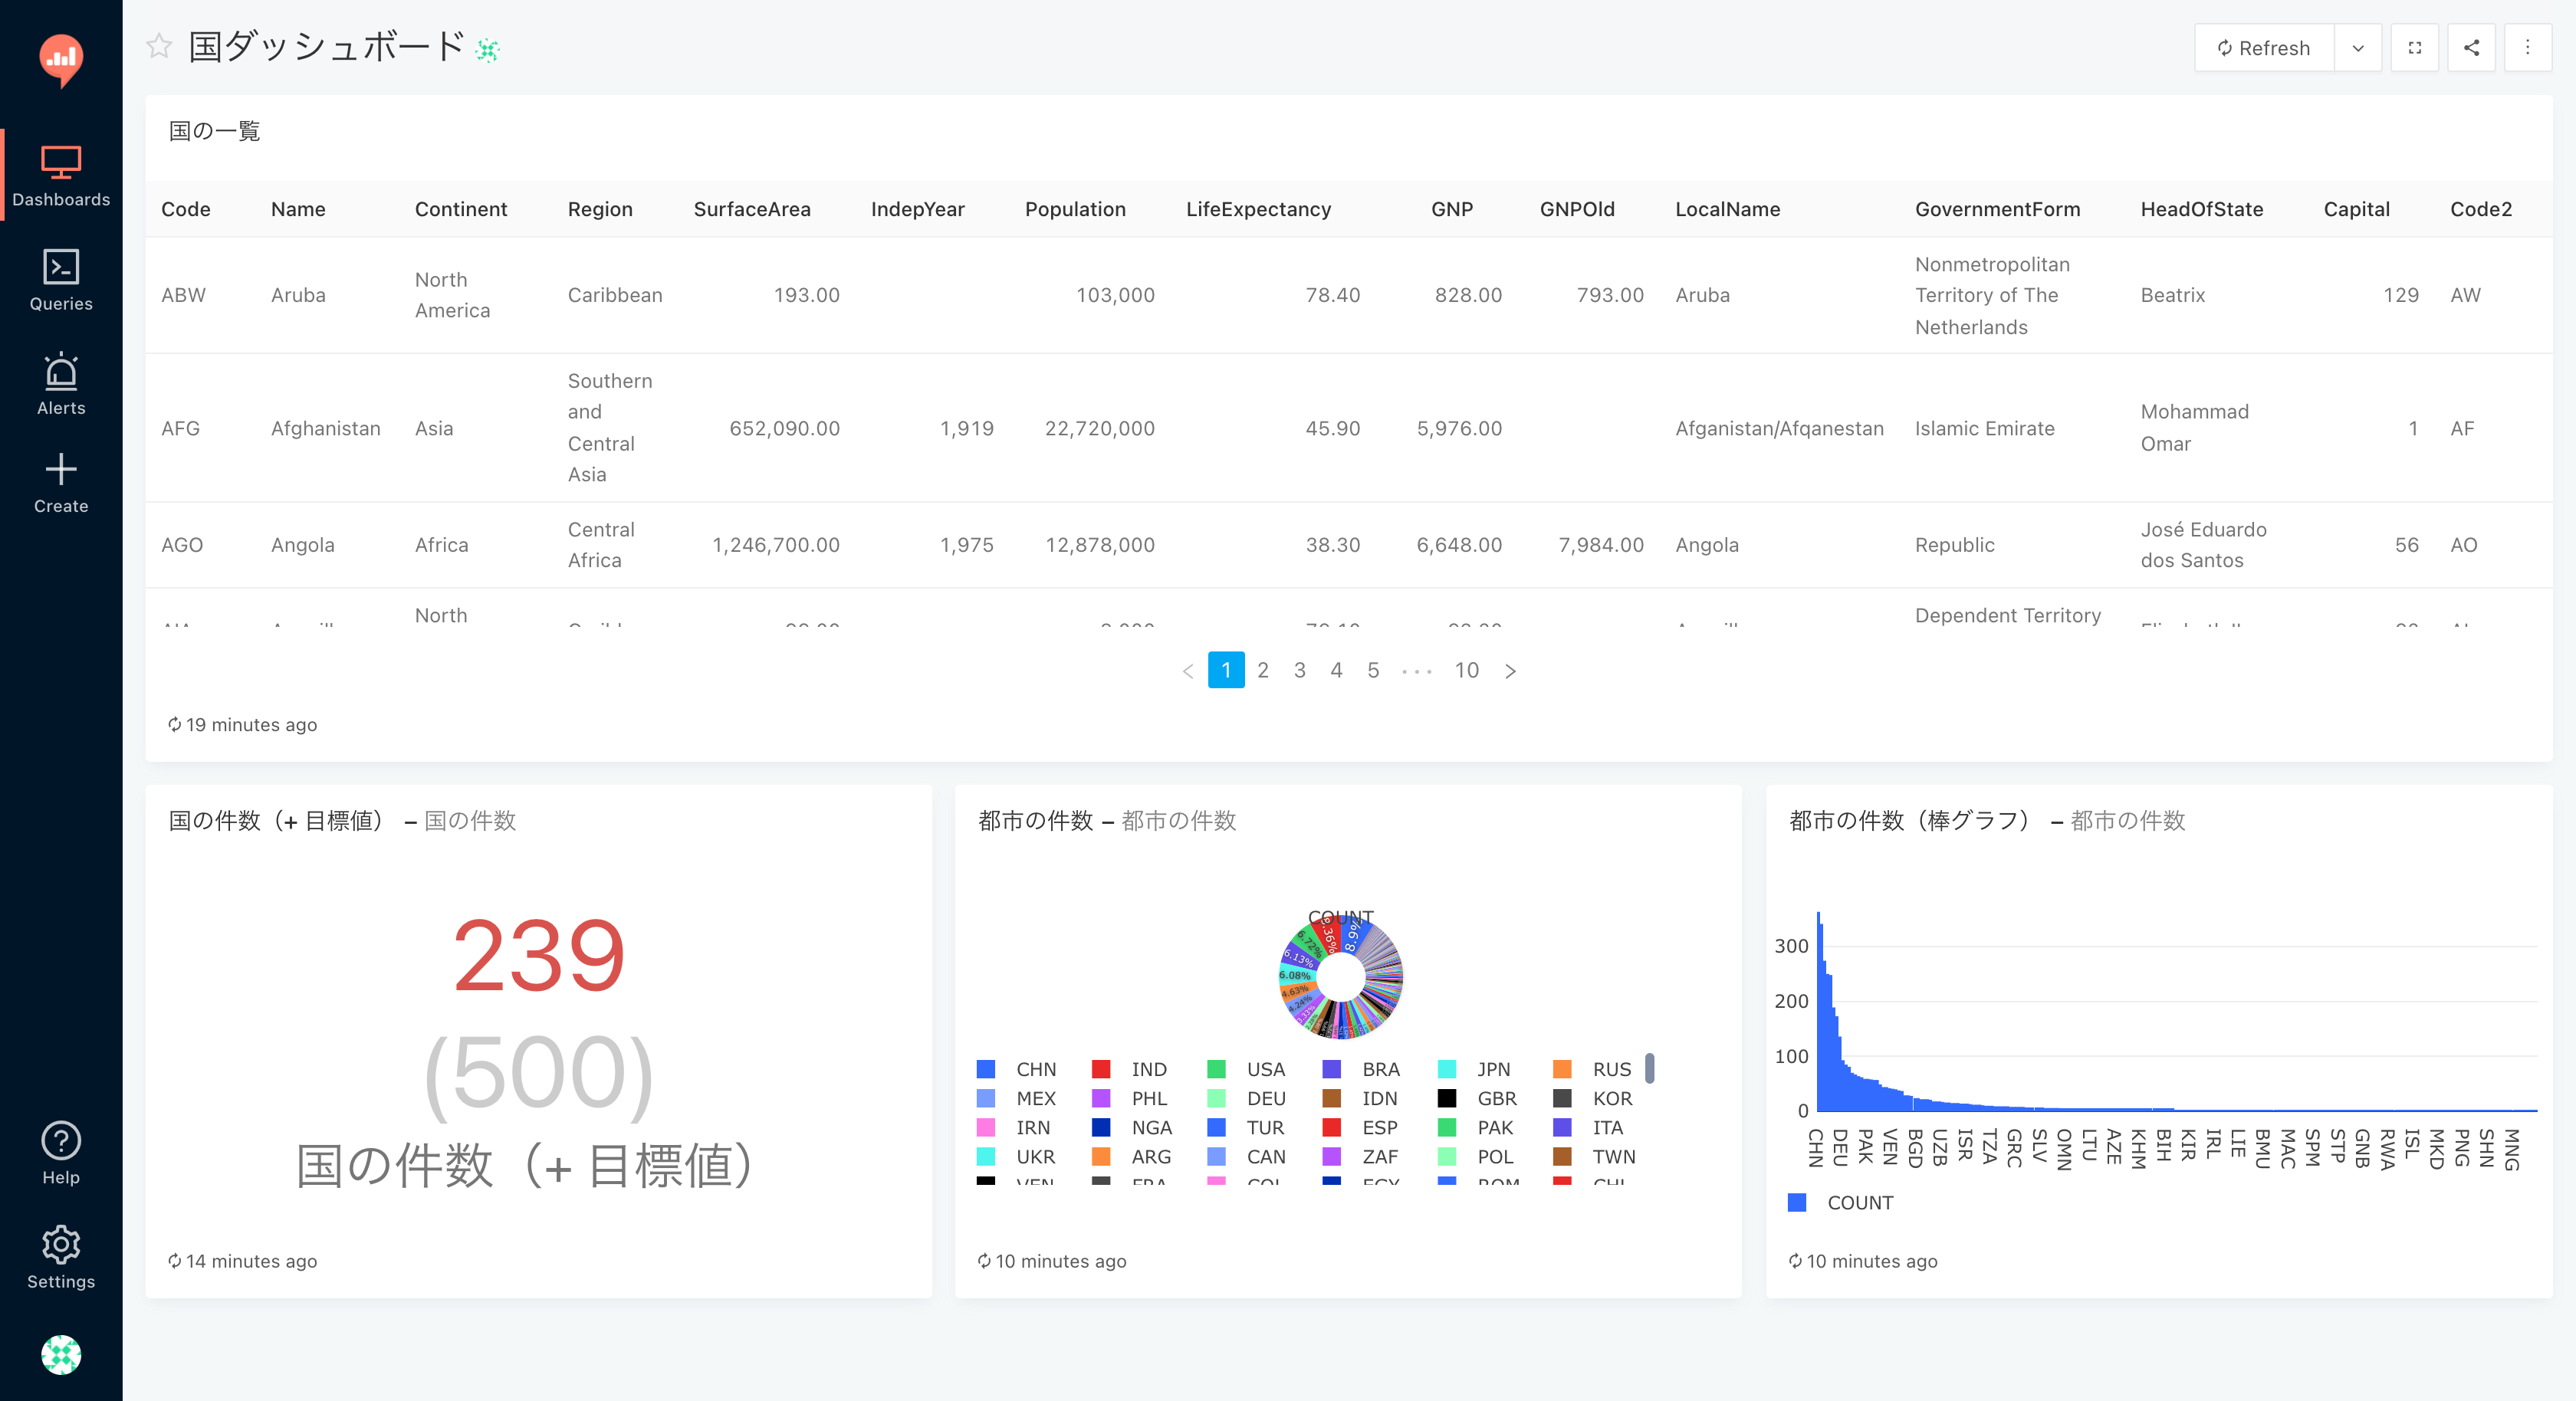 国ダッシュボード
Refresh
Dashboards
Queries
Alerts
Create
Help
Settings
国の一覧
Code Name Continent Region SurfaceArea IndepYear Population LifeExpectancy GNP GNPOld LocalName GovernmentForm HeadOfState Capital Code2
ABW Aruba North America Caribbean 193.00 103,000 78.40 828.00 793.00 Aruba Nonmetropolitan Territory of The Netherlands Beatrix 129 AW
AFG Afghanistan Asia Southern and Central Asia 652,090.00 1,919 22,720,000 45.90 5,976.00 Afganistan/Afqanestan Islamic Emirate Mohammad Omar 1 AF
AGO Angola Africa Central Africa 1,246,700.00 1,975 12,878,000 38.30 6,648.00 7,984.00 Angola Republic José Eduardo dos Santos 56 AO
North Dependent Territory
1 2 3 4 5 ··· 10
19 minutes ago
国の件数（+ 目標値） – 国の件数
239
(500)
国の件数（+ 目標値）
14 minutes ago
都市の件数 – 都市の件数
COUNT
8.9%
6.72%
6.13%
6.08%
4.63%
4.24%
CHN IND USA BRA JPN RUS
MEX PHL DEU IDN GBR KOR
IRN NGA TUR ESP PAK ITA
UKR ARG CAN ZAF POL TWN
10 minutes ago
都市の件数（棒グラフ） – 都市の件数
300
200
100
0
CHN DEU PAK VEN BGD UZB ISR TZA GRC SLV OMN LTU AZE KHM BIH KIR IRL LIE BMU MAC SPM STP GNB RWA ISL MKD PNG SHN MNG
COUNT
10 minutes ago